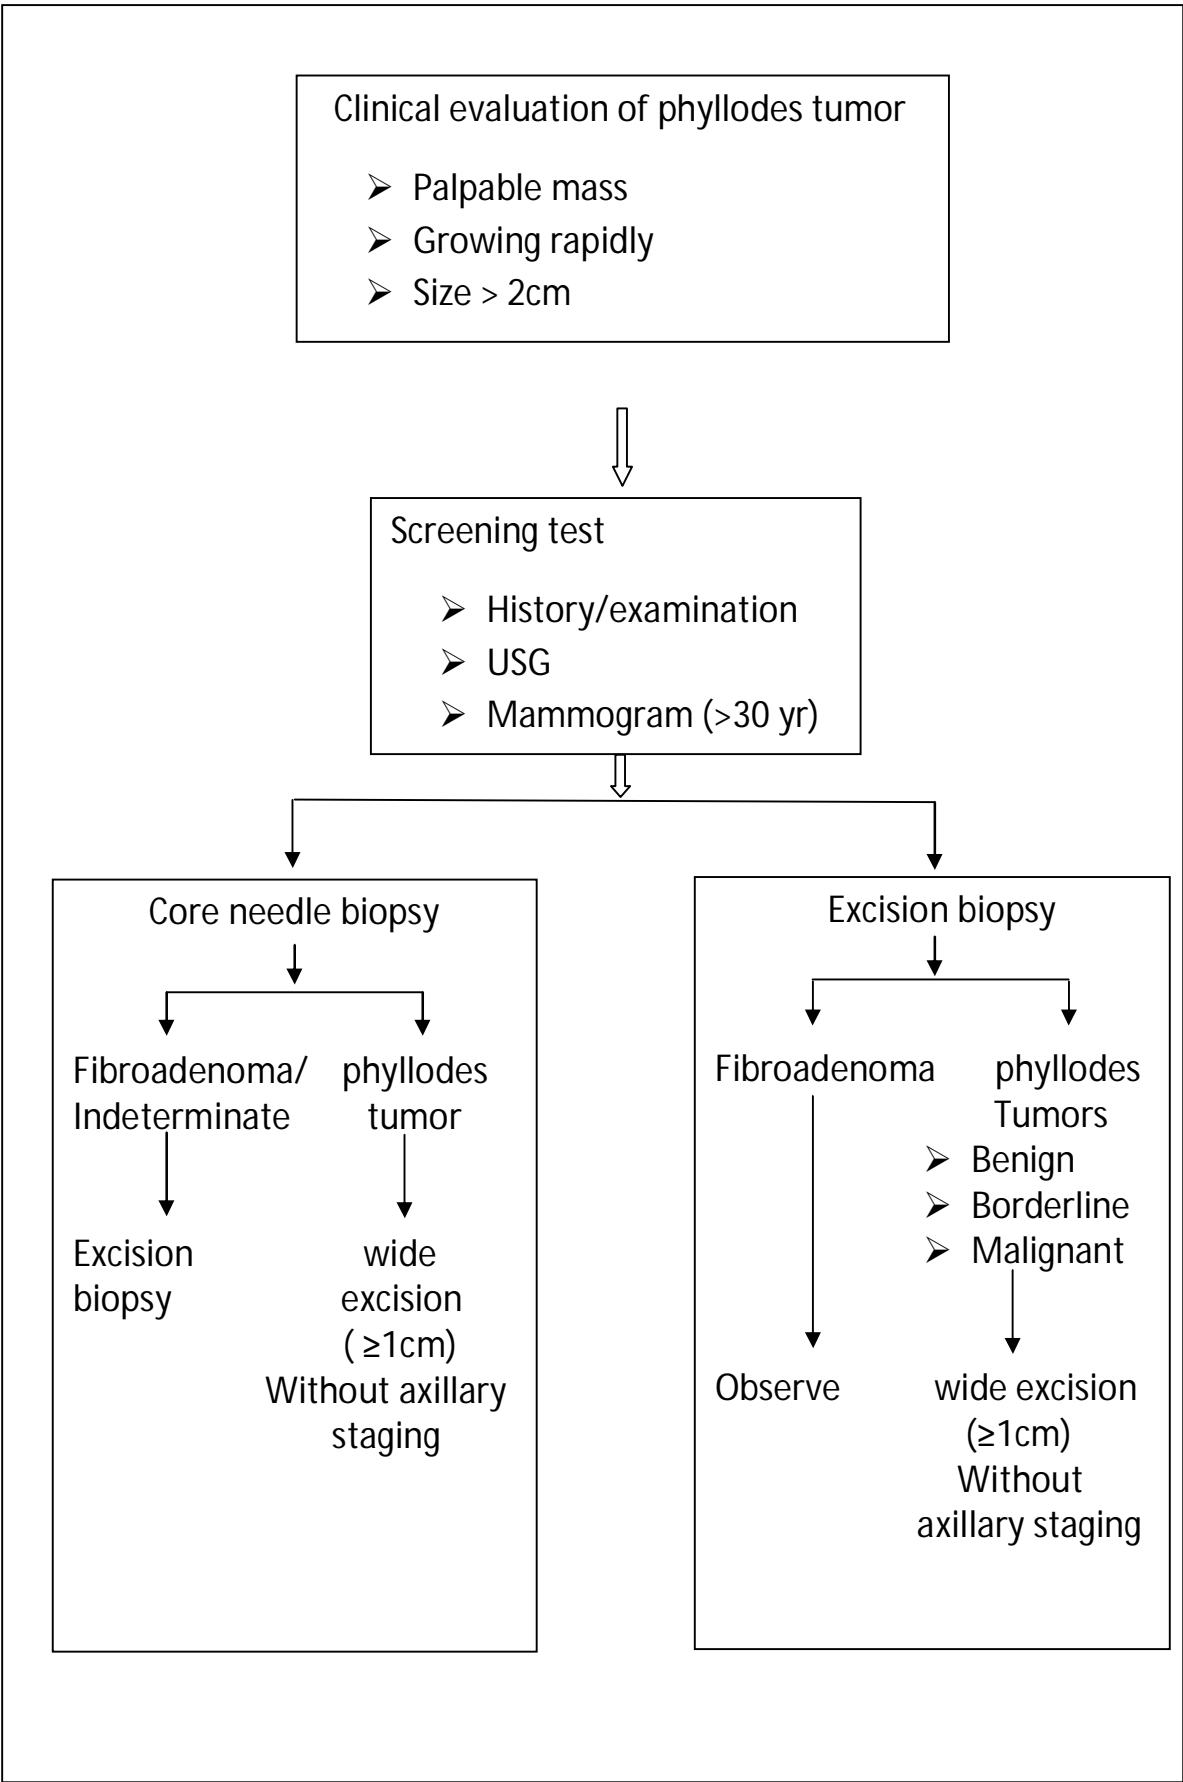 Clinical evaluation of phyllodes tumor
➢ Palpable mass
➢ Growing rapidly
➢ Size > 2cm
Screening test
➢ History/examination
➢ USG
➢ Mammogram (>30 yr)
Core needle biopsy
Fibroadenoma/
Indeterminate
Excision
biopsy
phyllodes
tumor
wide
excision
( ≥1cm)
Without axillary
staging
Excision biopsy
Fibroadenoma
Observe
phyllodes
Tumors
➢ Benign
➢ Borderline
➢ Malignant
wide excision
(≥1cm)
Without
axillary staging